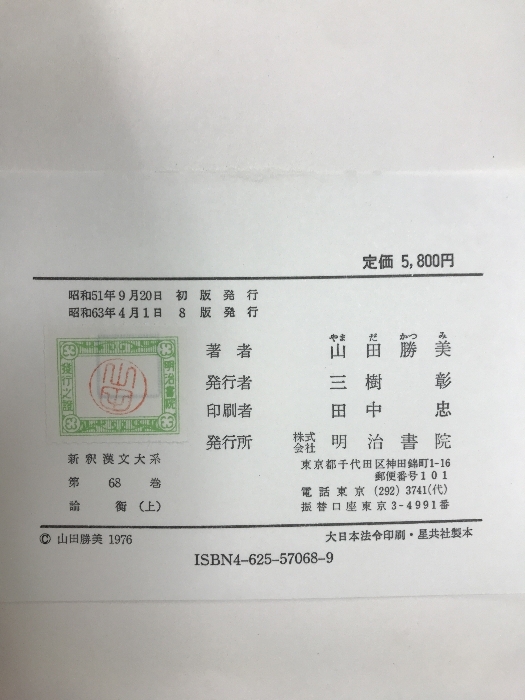 定価 5,800円
昭和51年9月20日 初版発行
昭和63年4月1日 8版発行
著者 山田勝美
やまだかつみ
発行者 三樹彰
印刷者 田中忠
発行所 株式会社 明治書院
東京都千代田区神田錦町1-16
郵便番号101
電話東京(292)3741(代)
振替口座東京3-4991番
明治書院
発行之証
新釈漢文大系
第68巻
論衡(上)
© 山田勝美 1976
大日本法令印刷・星共社製本
ISBN4-625-57068-9